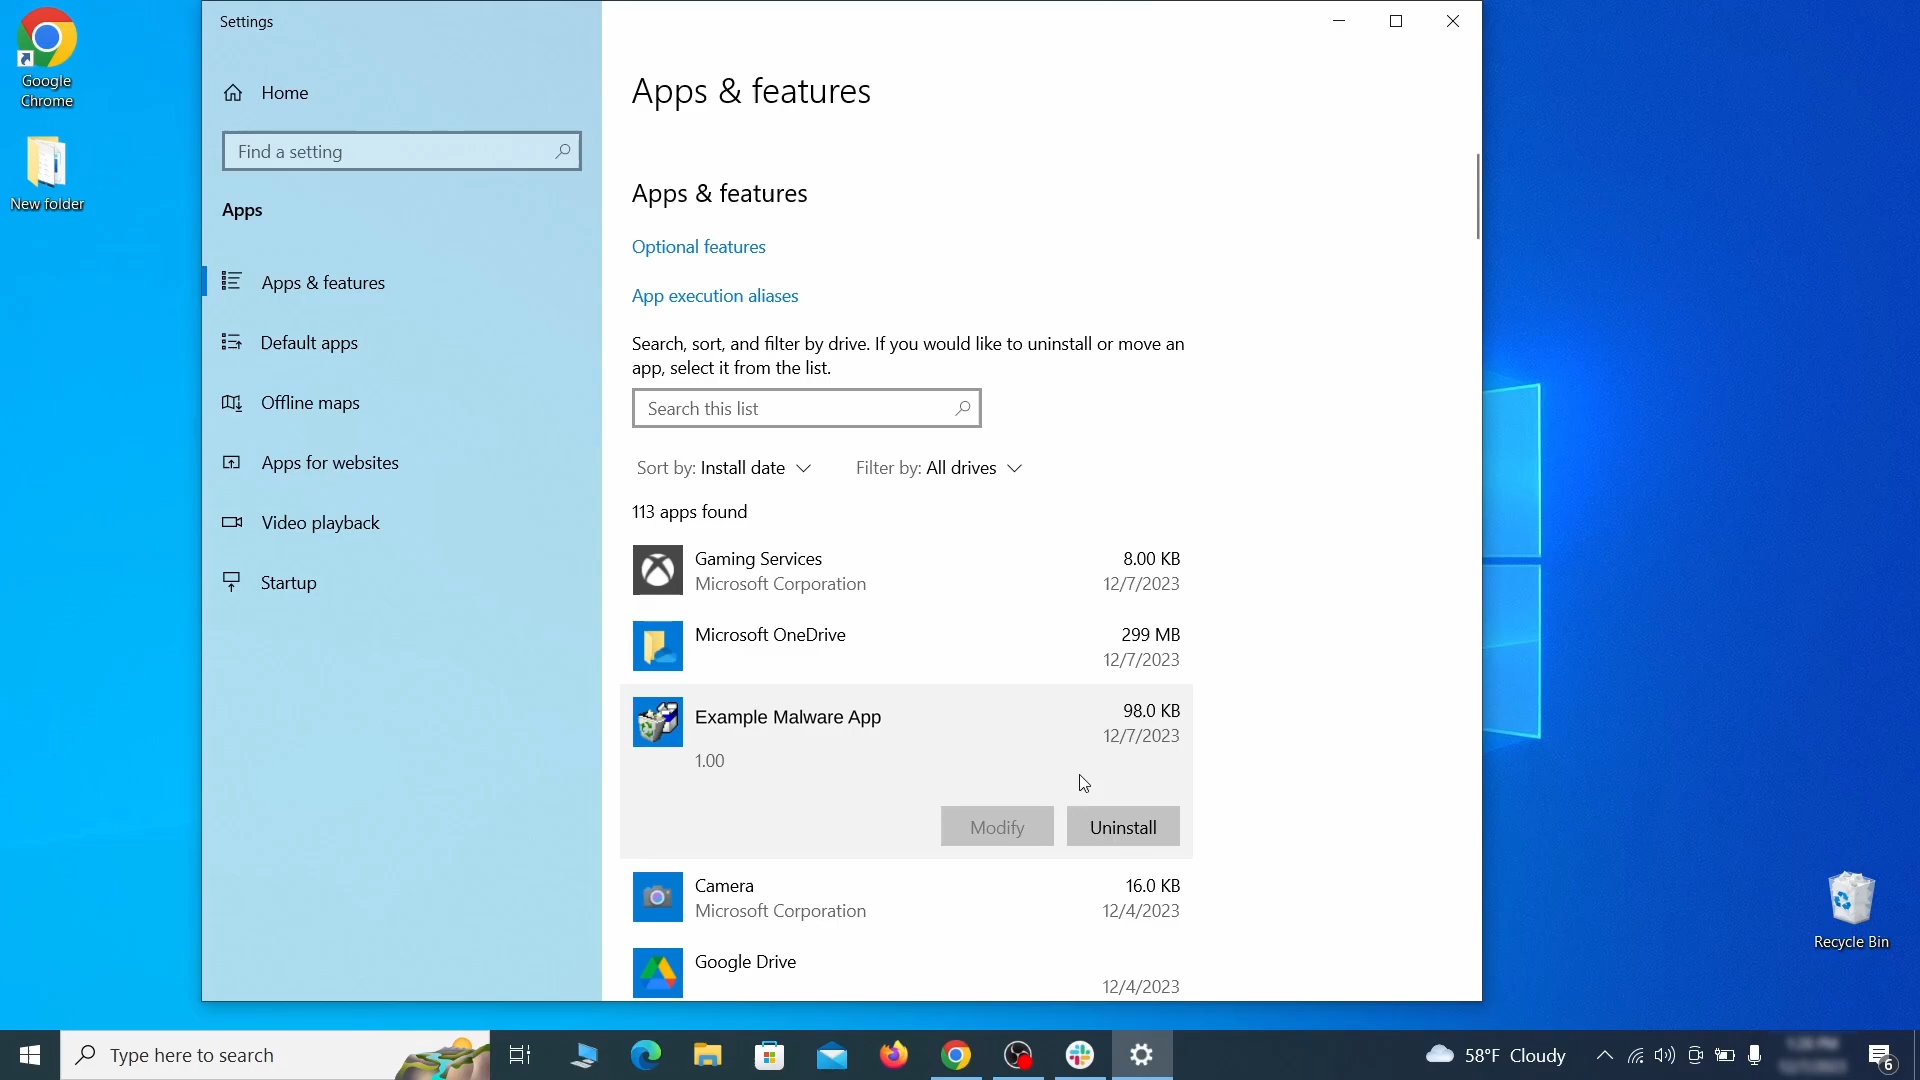 Settings
Google
Chrome
New folder
Home
Find a setting
Apps
Apps & features
Default apps
Offline maps
Apps for websites
Video playback
Startup
Apps & features
Apps & features
Optional features
App execution aliases
Search, sort, and filter by drive. If you would like to uninstall or move an
app, select it from the list.
Search this list
Sort by: Install date
Filter by: All drives
113 apps found
Gaming Services 8.00 KB
Microsoft Corporation 12/7/2023
Microsoft OneDrive 299 MB
12/7/2023
Example Malware App 98.0 KB
12/7/2023
1.00
Modify Uninstall
Camera 16.0 KB
Microsoft Corporation 12/4/2023
Google Drive
12/4/2023
Recycle Bin
Type here to search
58°F Cloudy
6